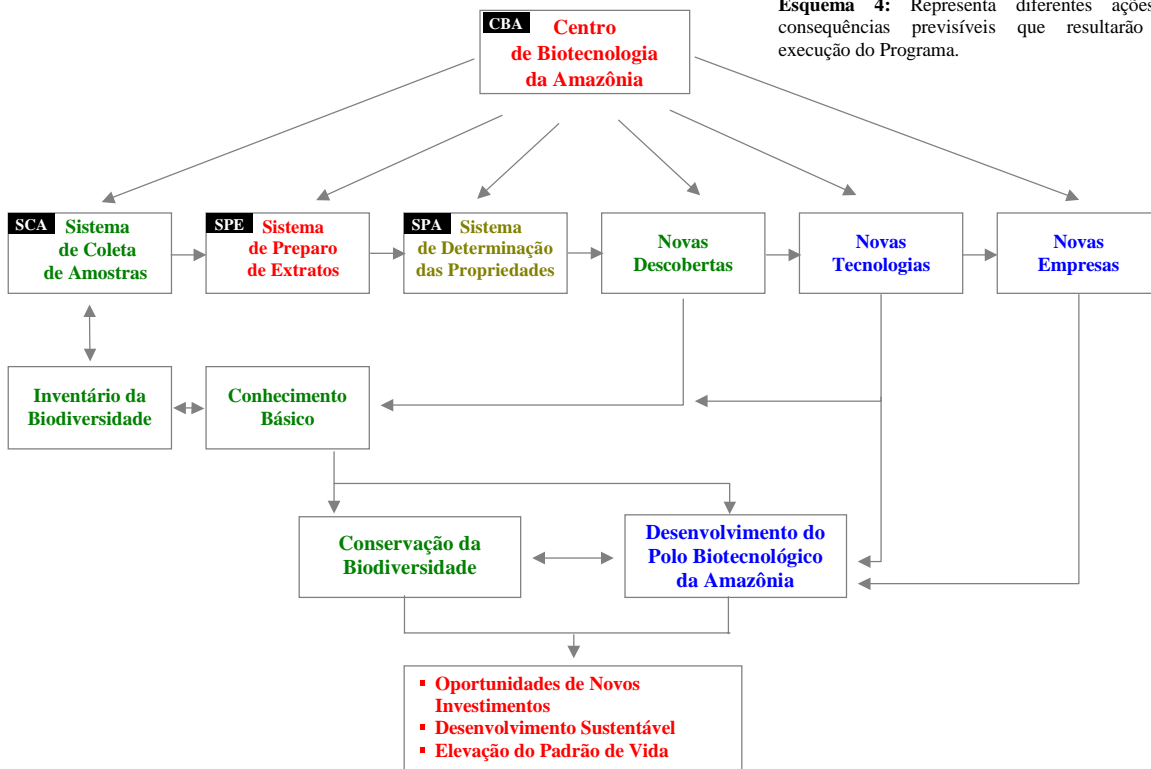 Esquema 4: Representa diferentes ações
consequências previsíveis que resultarão
execução do Programa.
CBA
Centro
de Biotecnologia
da Amazônia
SCA
Sistema
de Coleta
de Amostras
SPE
Sistema
de Preparo
de Extratos
SPA
Sistema
de Determinação
das Propriedades
Novas
Descobertas
Novas
Tecnologias
Novas
Empresas
Inventário da
Biodiversidade
Conhecimento
Básico
Conservação da
Biodiversidade
Desenvolvimento do
Polo Biotecnológico
da Amazônia
▪ Oportunidades de Novos
Investimentos
▪ Desenvolvimento Sustentável
▪ Elevação do Padrão de Vida